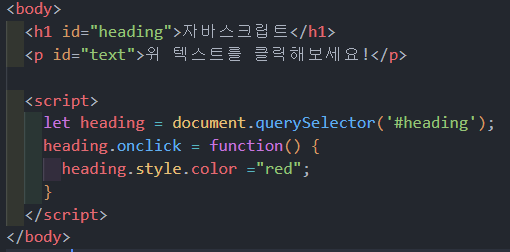 <body>
<h1 id="heading">자바스크립트</h1>
<p id="text">위 텍스트를 클릭해보세요!</p>
<script>
let heading = document.querySelector('#heading');
heading.onclick = function() {
heading.style.color ="red";
}
</script>
</body>